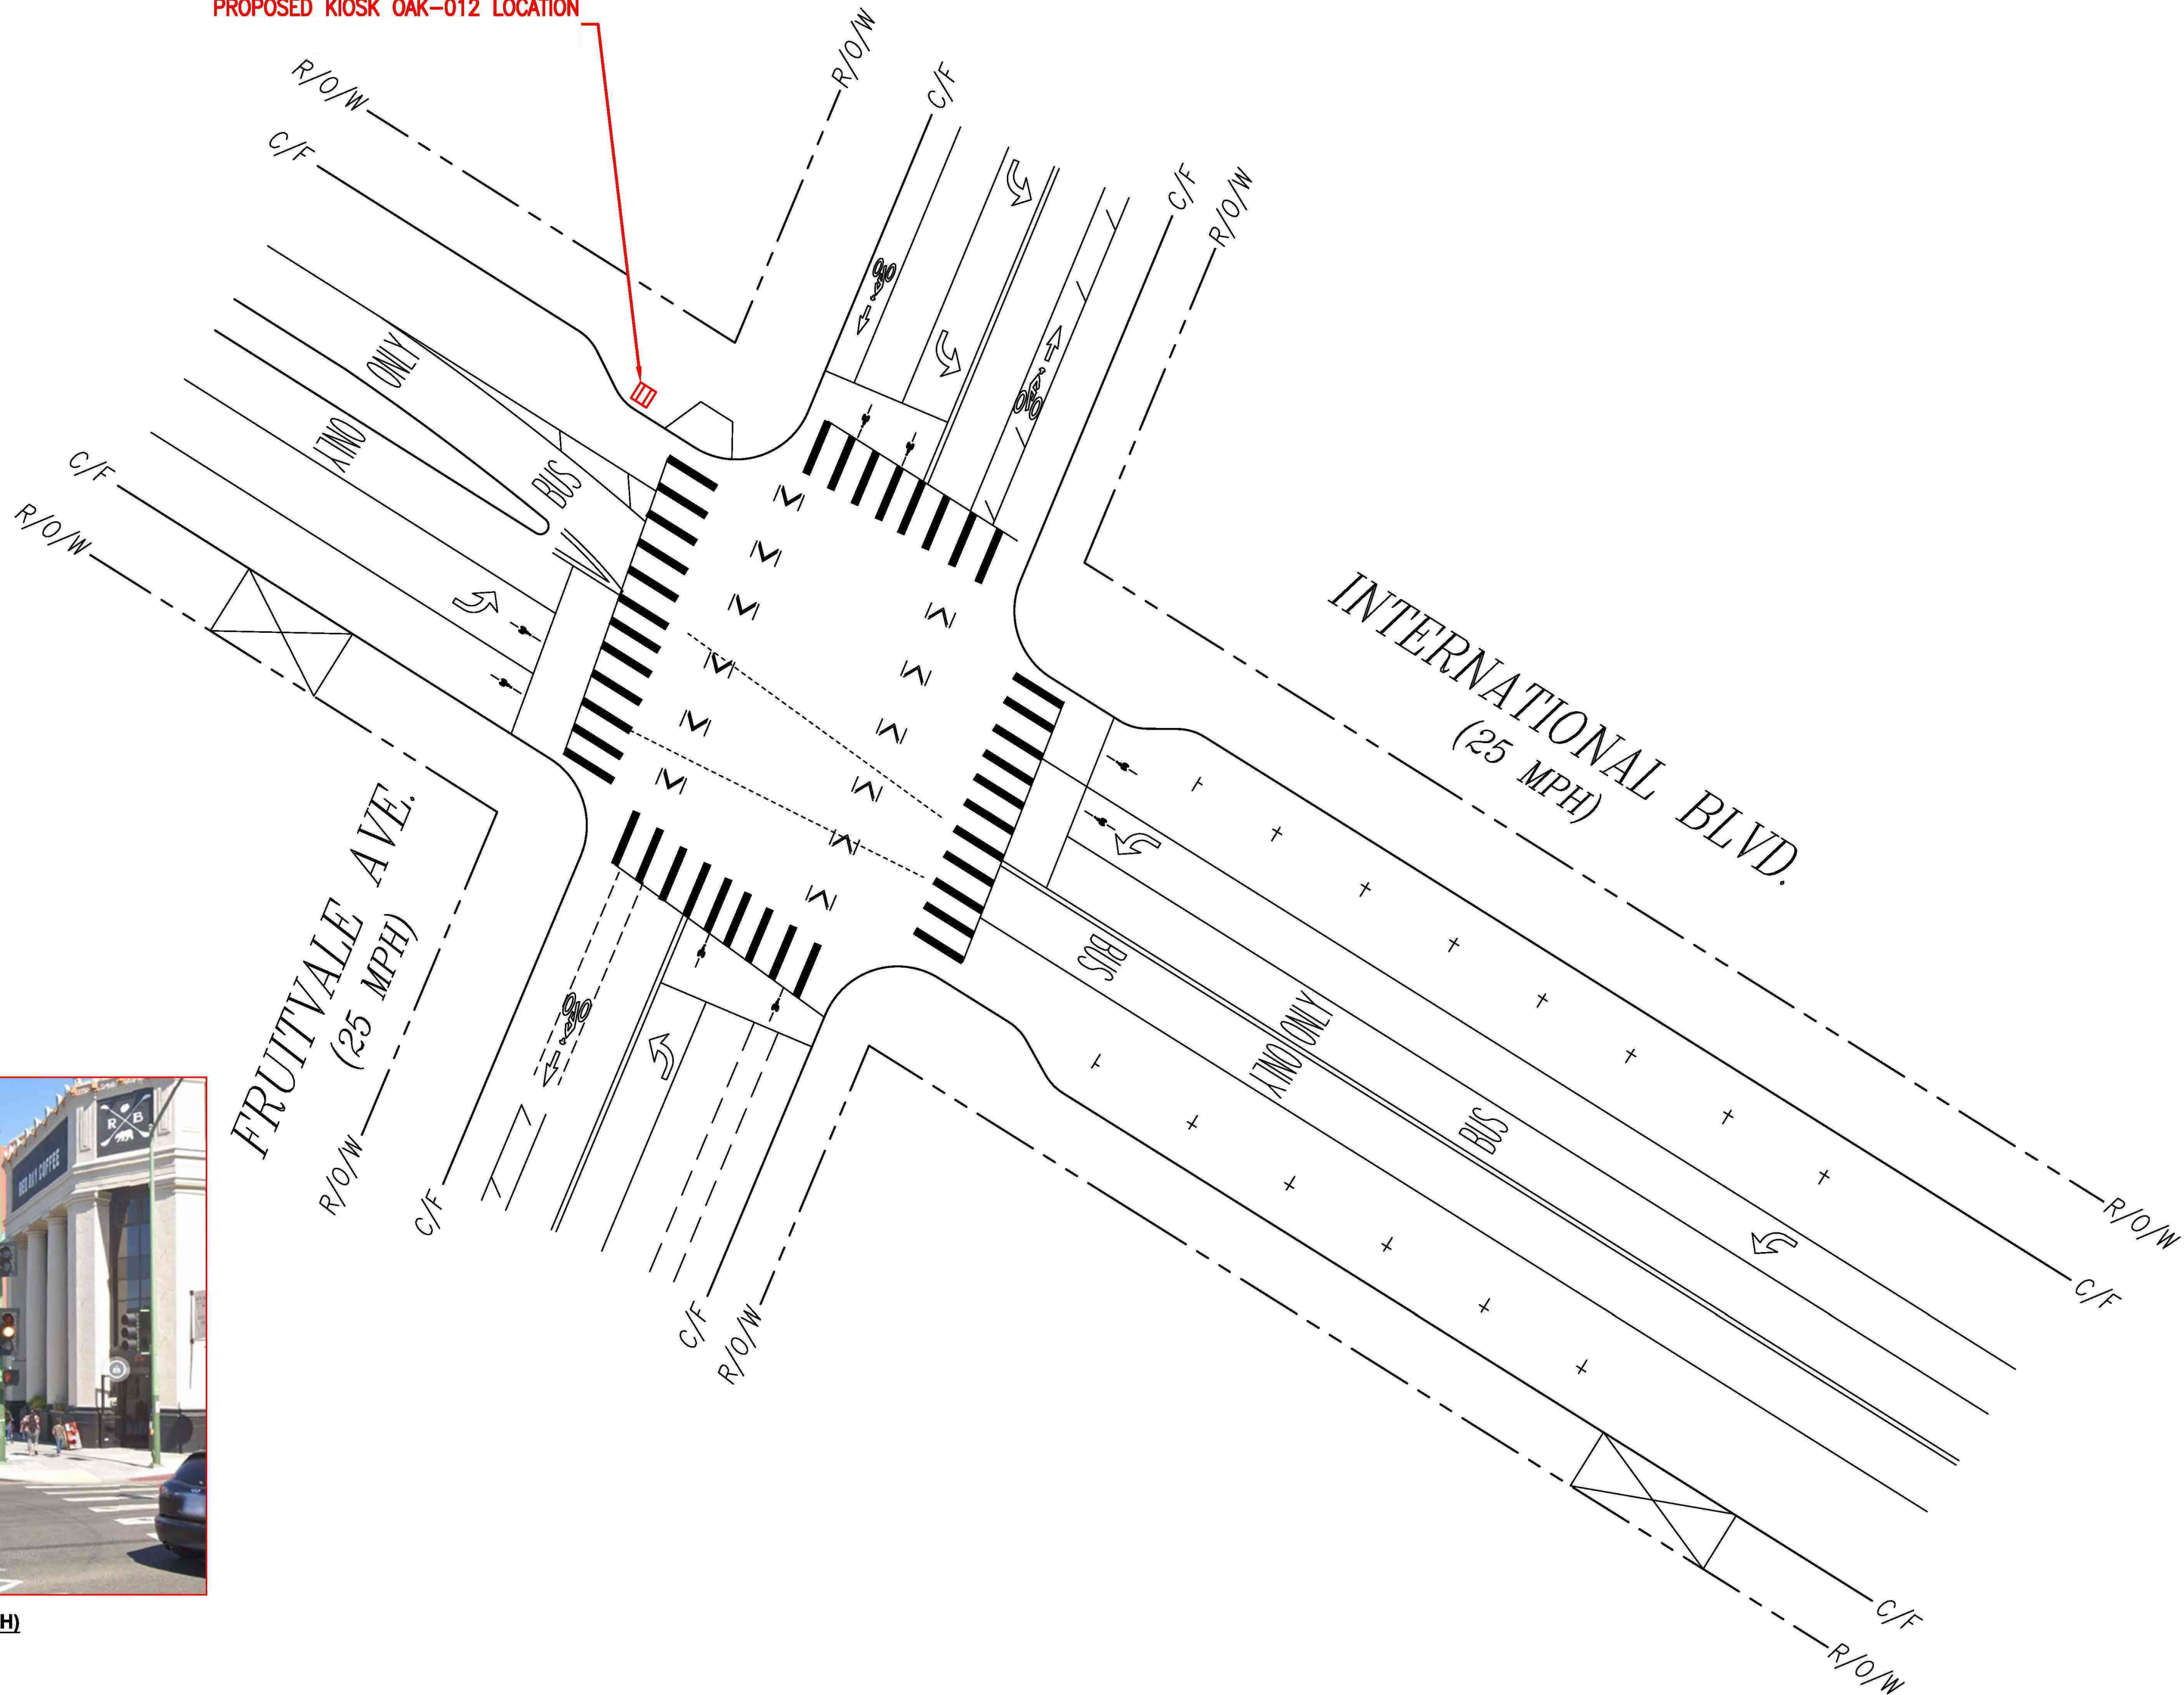 PROPOSED KIOSK OAK-012 LOCATION
R/O/W
R/O/W
C/F
C/F
C/F
R/O/W
ONLY
ONLY
BUS
C/F
R/O/W
INTERNATIONAL BLVD.
(25 MPH)
FRUITVALE AVE.
(25 MPH)
BUS
ONLY
ONLY
BUS
R/O/W
C/F
C/F
R/O/W
R/O/W
C/F
C/F
R/O/W
R B
RED BAY COFFEE
H)